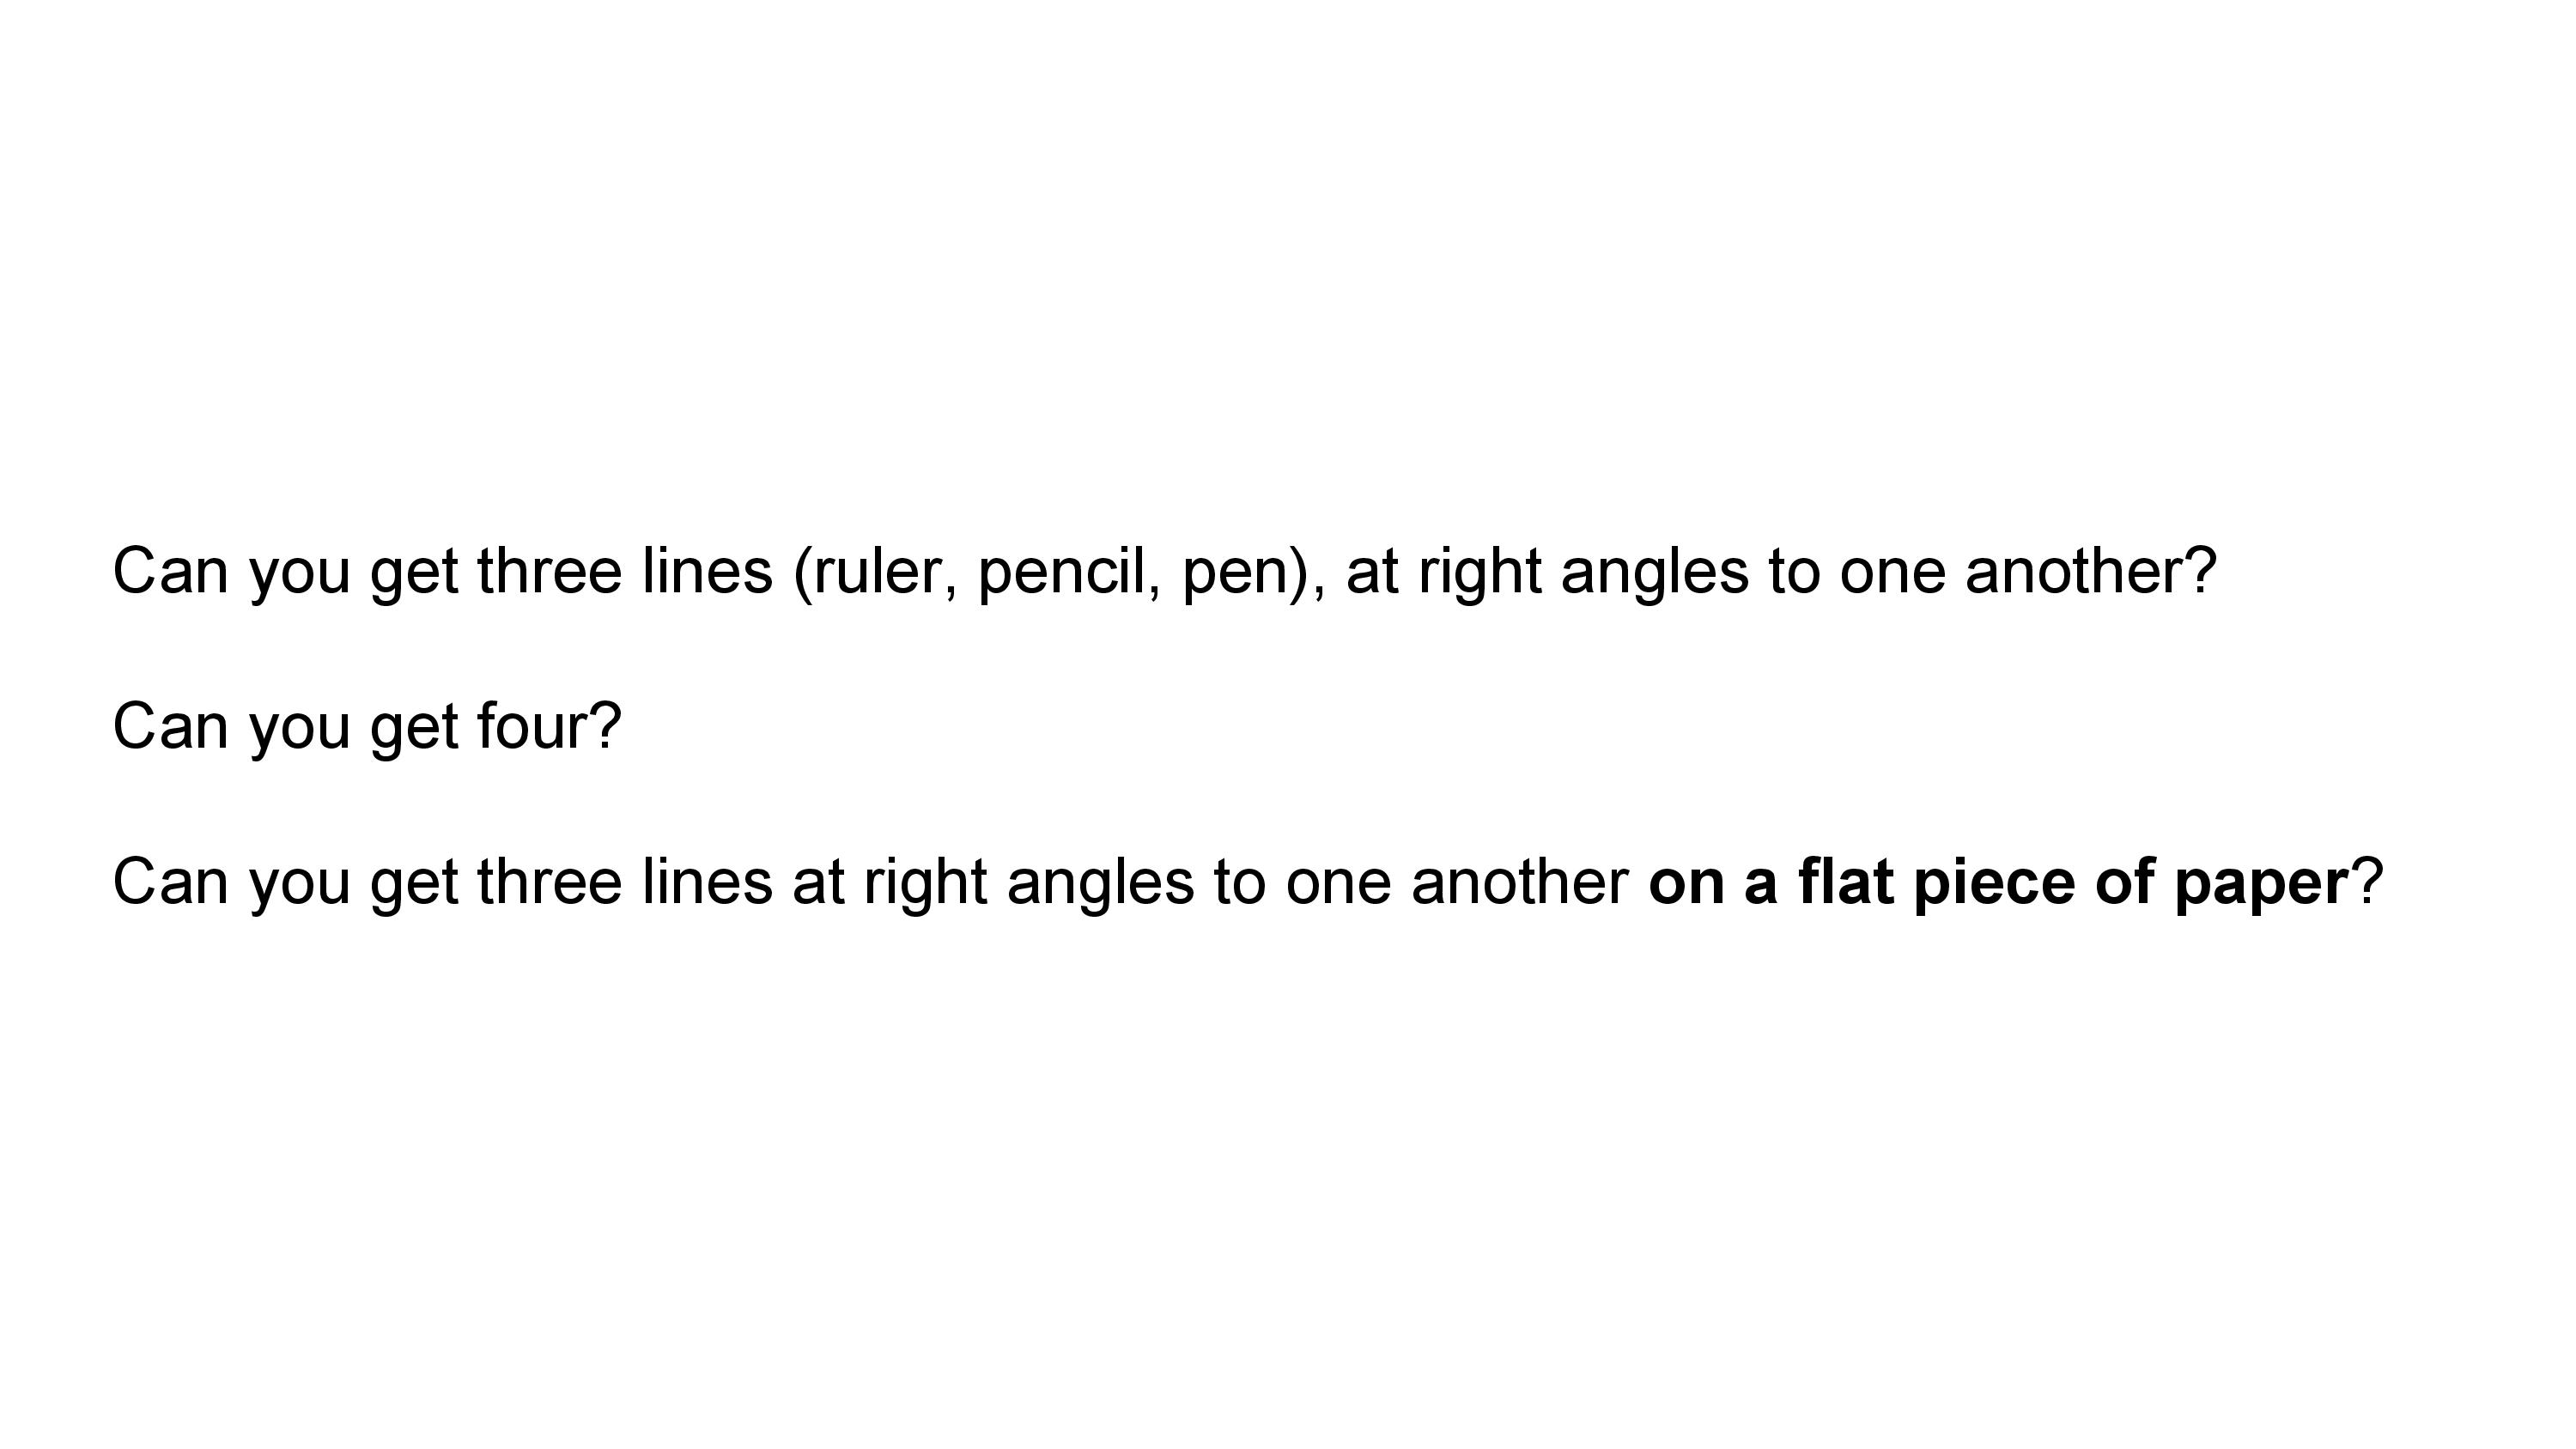 Can you get three lines (ruler, pencil, pen), at right angles to one another?
Can you get four?
Can you get three lines at right angles to one another on a flat piece of paper?